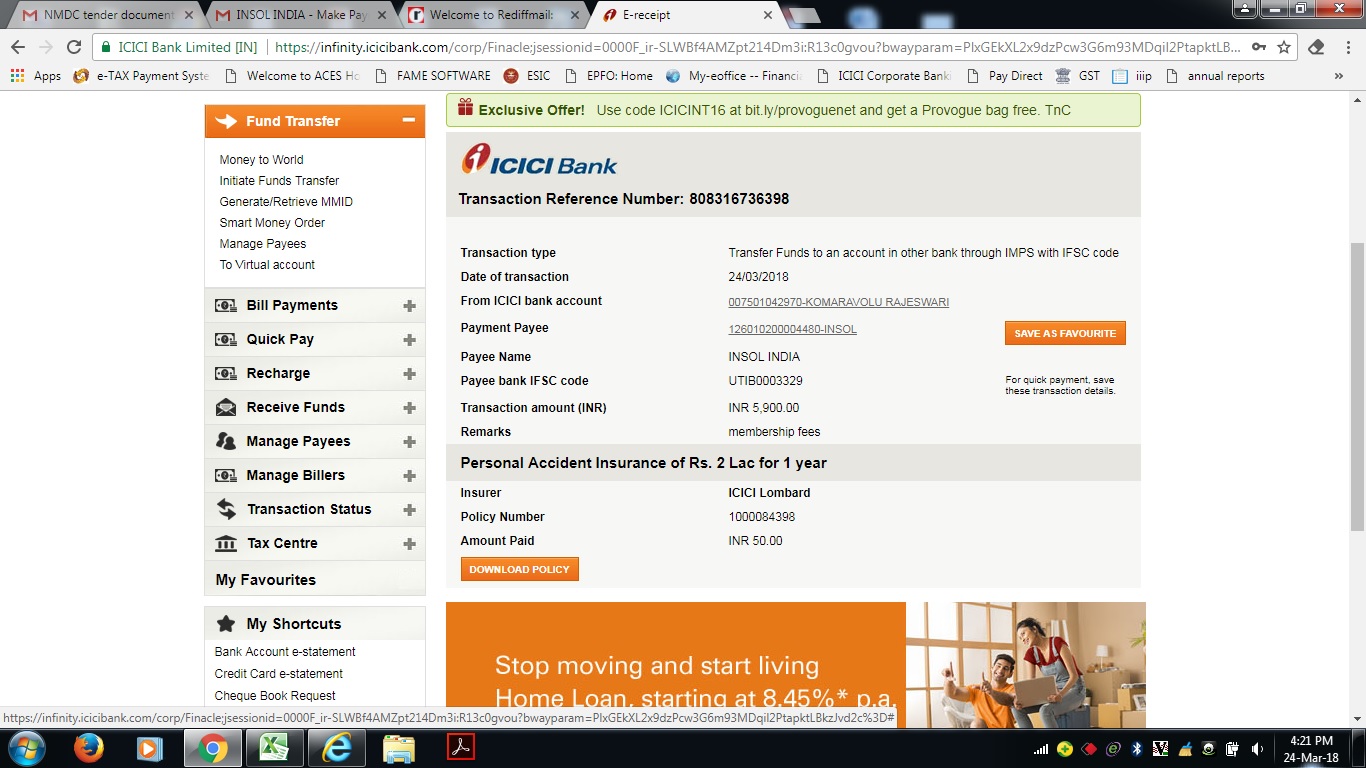 NMDC tender document
INSOL INDIA - Make Pay
Welcome to Rediffmail:
E-receipt
ICICI Bank Limited [IN]
https://infinity.icicibank.com/corp/Finacle;jsessionid=0000F_ir-SLWBf4AMZpt214Dm3i:R13c0gvou?bwayparam=PlxGEkXL2x9dzPcw3G6m93MDqil2PtapktLB...
Apps
e-TAX Payment Syste
Welcome to ACES Ho
FAME SOFTWARE
ESIC
EPFO: Home
My-eoffice -- Financia
ICICI Corporate Bank
Pay Direct
GST
iiip
annual reports
»
Exclusive Offer! Use code ICICINT16 at bit.ly/provoguenet and get a Provogue bag free. TnC
Fund Transfer
Money to World
Initiate Funds Transfer
Generate/Retrieve MMID
Smart Money Order
Manage Payees
To Virtual account
Bill Payments
Quick Pay
Recharge
Receive Funds
Manage Payees
Manage Billers
Transaction Status
Tax Centre
My Favourites
My Shortcuts
Bank Account e-statement
Credit Card e-statement
Cheque Book Request
ICICI Bank
Transaction Reference Number: 808316736398
Transaction type Transfer Funds to an account in other bank through IMPS with IFSC code
Date of transaction 24/03/2018
From ICICI bank account 007501042970-KOMARAVOLU RAJESWARI
Payment Payee 126010200004480-INSOL
SAVE AS FAVOURITE
Payee Name INSOL INDIA
Payee bank IFSC code UTIB0003329
For quick payment, save
these transaction details.
Transaction amount (INR) INR 5,900.00
Remarks membership fees
Personal Accident Insurance of Rs. 2 Lac for 1 year
Insurer ICICI Lombard
Policy Number 1000084398
Amount Paid INR 50.00
DOWNLOAD POLICY
Stop moving and start living
Home Loan, starting at 8.45%* p.a.
https://infinity.icicibank.com/corp/Finacle;jsessionid=0000F_ir-SLWBf4AMZpt214Dm3i:R13c0gvou?bwayparam=PlxGEkXL2x9dzPcw3G6m93MDqil2PtapktLBkzJvd2c%3D#
4:21 PM
24-Mar-18